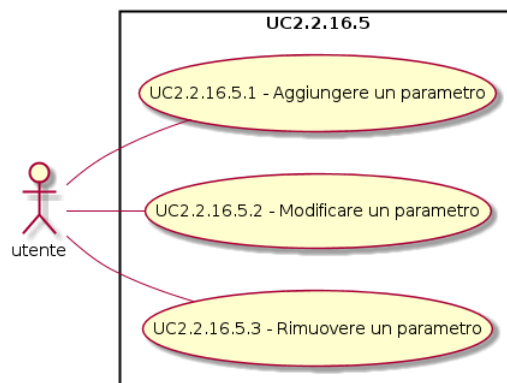 UC2.2.16.5
UC2.2.16.5.1 - Aggiungere un parametro
UC2.2.16.5.2 - Modificare un parametro
utente
UC2.2.16.5.3 - Rimuovere un parametro